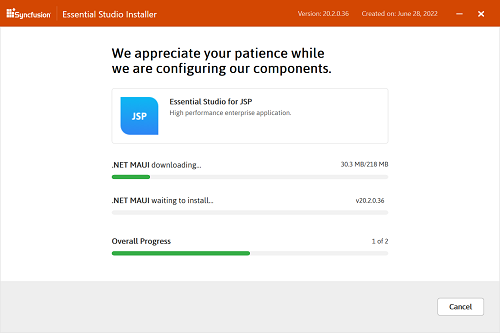 Syncfusion® Essential Studio Installer Version: 20.2.0.36 Created on: June 28, 2022
We appreciate your patience while
we are configuring our components.
JSP
Essential Studio for JSP
High performance enterprise application.
.NET MAUI downloading... 30.3 MB/218 MB
.NET MAUI waiting to install... v20.2.0.36
Overall Progress 1 of 2
Cancel